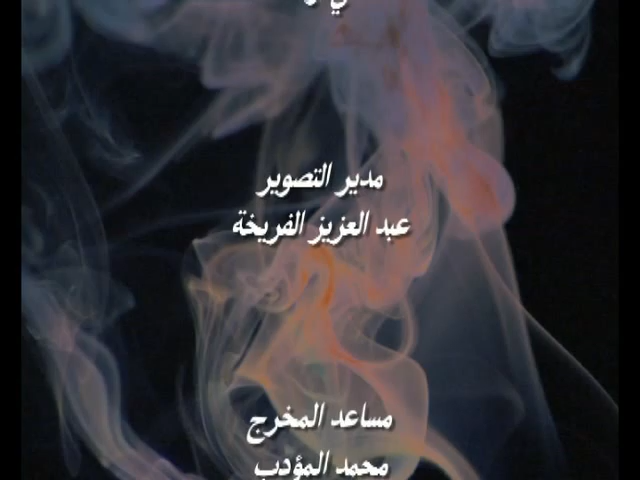 مدير التصوير
عبد العزيز الفريخة
مساعد المخرج
محمد المؤدب